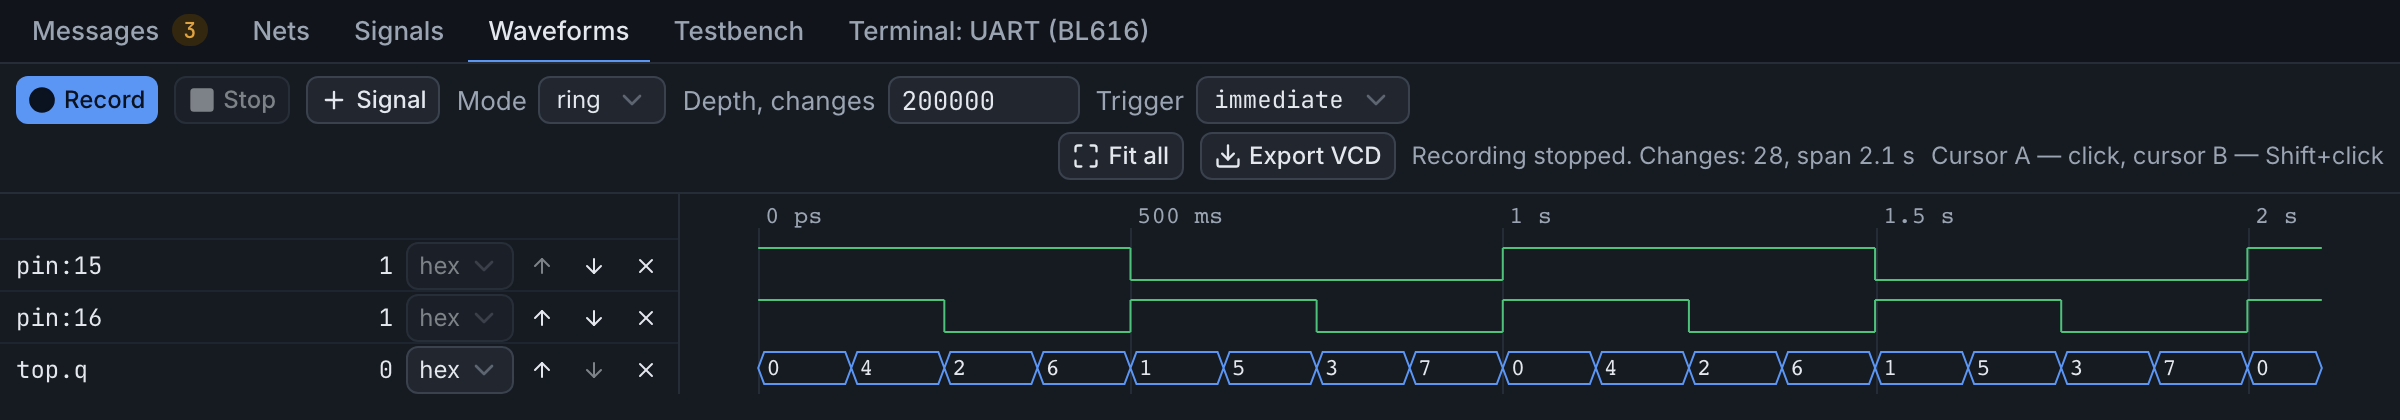 Messages 3 Nets Signals Waveforms Testbench Terminal: UART (BL616)
Record Stop + Signal Mode ring Depth, changes 200000 Trigger immediate
Fit all Export VCD Recording stopped. Changes: 28, span 2.1 s Cursor A — click, cursor B — Shift+click
0 ps 500 ms 1 s 1.5 s 2 s
pin:15 1 hex
pin:16 1 hex
top.q 0 hex 0 4 2 6 1 5 3 7 0 4 2 6 1 5 3 7 0